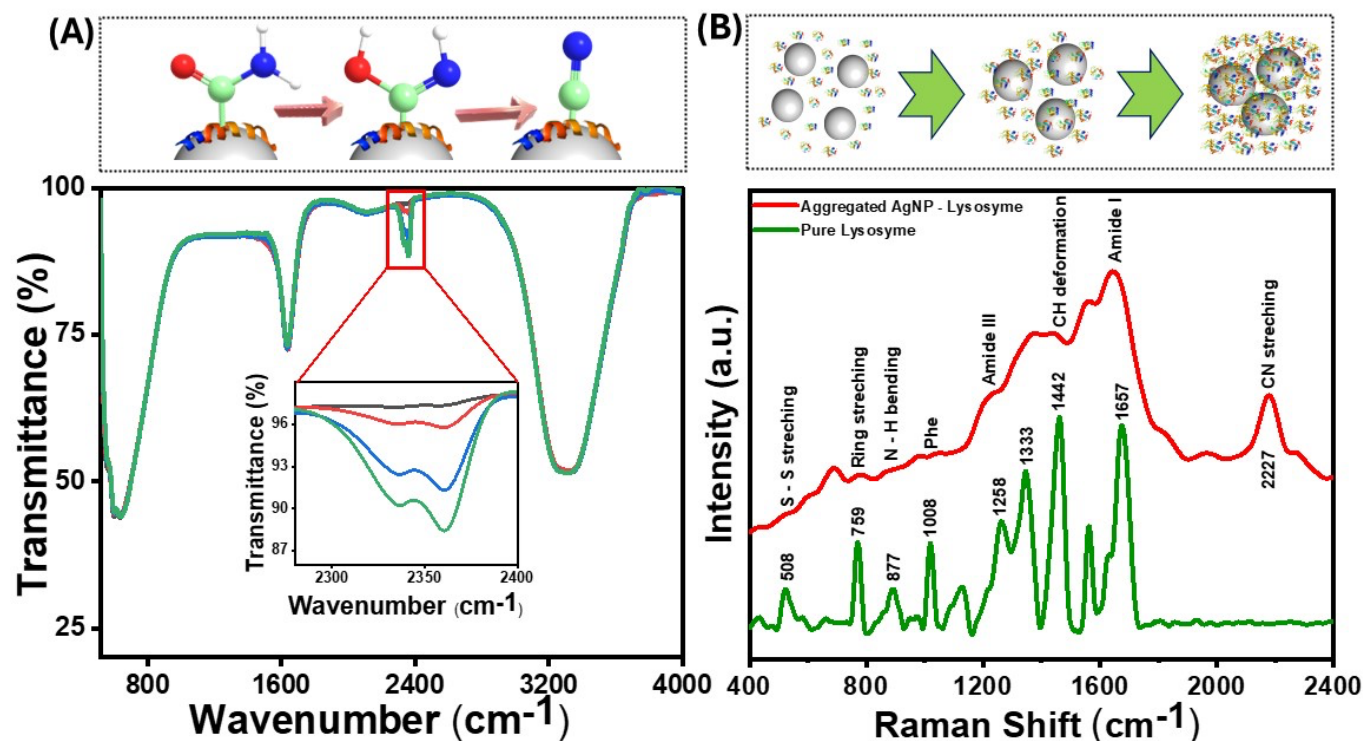 (A)
100
75
50
25
Transmittance (%)
800
1600
2400
3200
4000
Wavenumber (cm-1)
96
93
90
87
Transmittance (%)
2300
2350
2400
Wavenumber (cm-1)
(B)
Aggregated AgNP - Lysosyme
Pure Lysosyme
S - S streching
Ring streching
N - H bending
Phe
Amide III
CH deformation
Amide I
CN streching
508
759
877
1008
1258
1333
1442
1657
2227
Intensity (a.u.)
400
800
1200
1600
2000
2400
Raman Shift (cm-1)